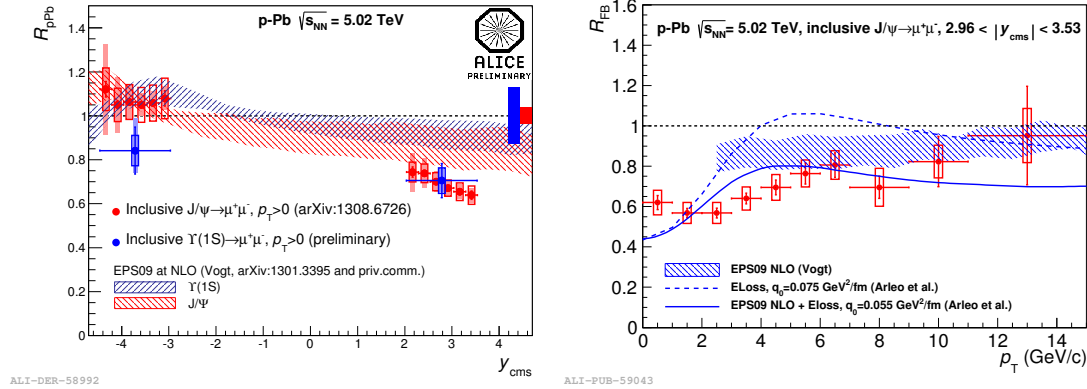 R_pPb
p-Pb √s_NN = 5.02 TeV
ALICE
PRELIMINARY
1.4
1.2
1
0.8
0.6
0.4
0.2
0
Inclusive J/ψ→μ⁺μ⁻, p_T>0 (arXiv:1308.6726)
Inclusive ϒ(1S)→μ⁺μ⁻, p_T>0 (preliminary)
EPS09 at NLO (Vogt, arXiv:1301.3395 and priv.comm.)
ϒ(1S)
J/Ψ
-4 -3 -2 -1 0 1 2 3 4
y_cms
ALI-DER-58992
R_FB
p-Pb √s_NN= 5.02 TeV, inclusive J/ψ→μ⁺μ⁻, 2.96 < |y_cms| < 3.53
1.6
1.4
1.2
1
0.8
0.6
0.4
0.2
0
EPS09 NLO (Vogt)
ELoss, q₀=0.075 GeV²/fm (Arleo et al.)
EPS09 NLO + Eloss, q₀=0.055 GeV²/fm (Arleo et al.)
0 2 4 6 8 10 12 14
p_T (GeV/c)
ALI-PUB-59043